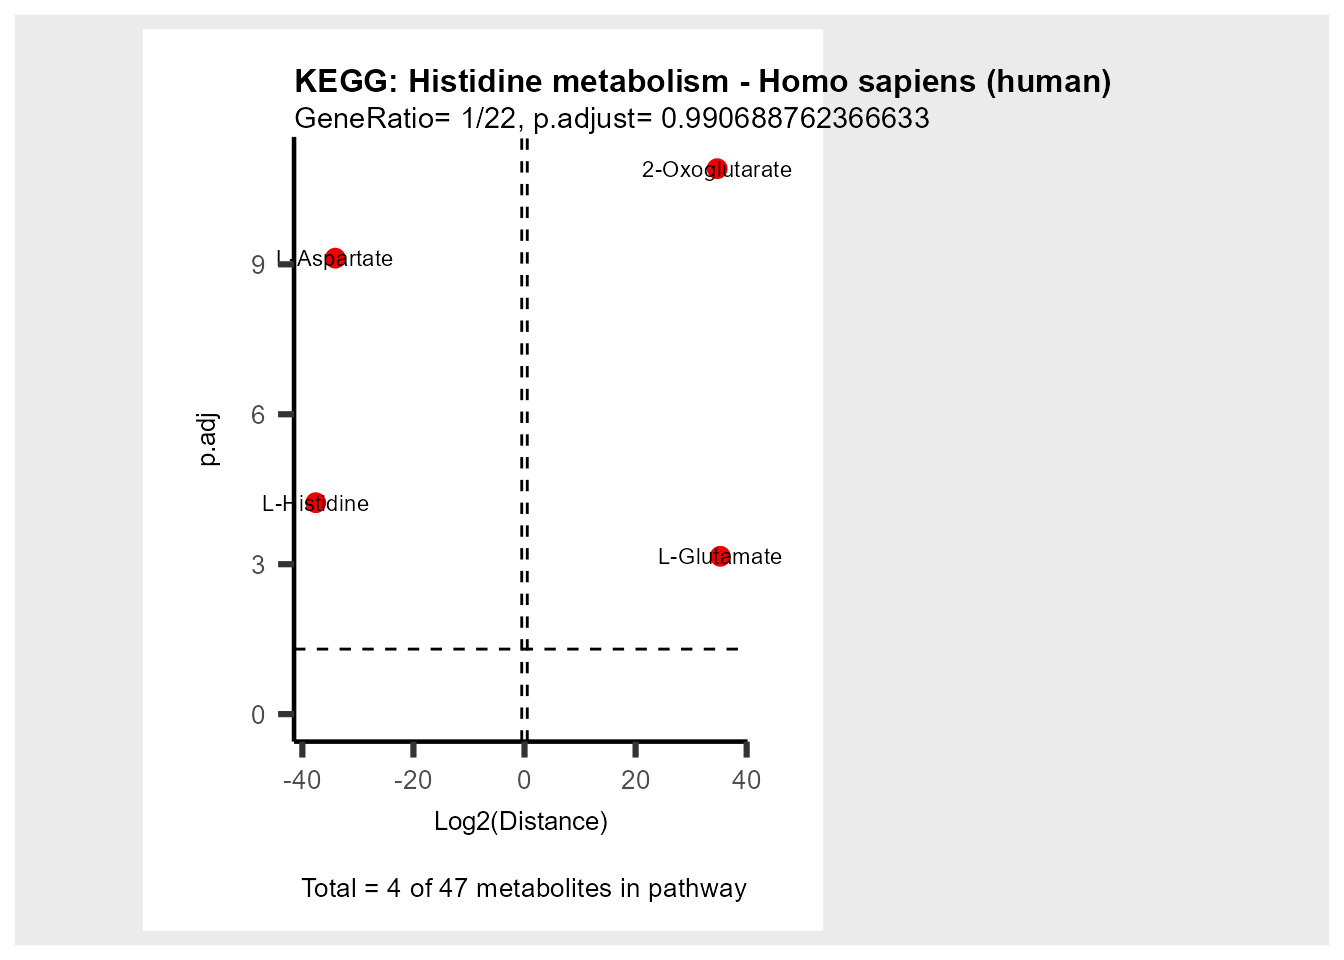 KEGG: Histidine metabolism - Homo sapiens (human)
GeneRatio= 1/22, p.adjust= 0.990688762366633
2-Oxoglutarate
L-Aspartate
9
6
p.adj
L-Histidine
L-Glutamate
3
0
-40 -20 0 20 40
Log2(Distance)
Total = 4 of 47 metabolites in pathway